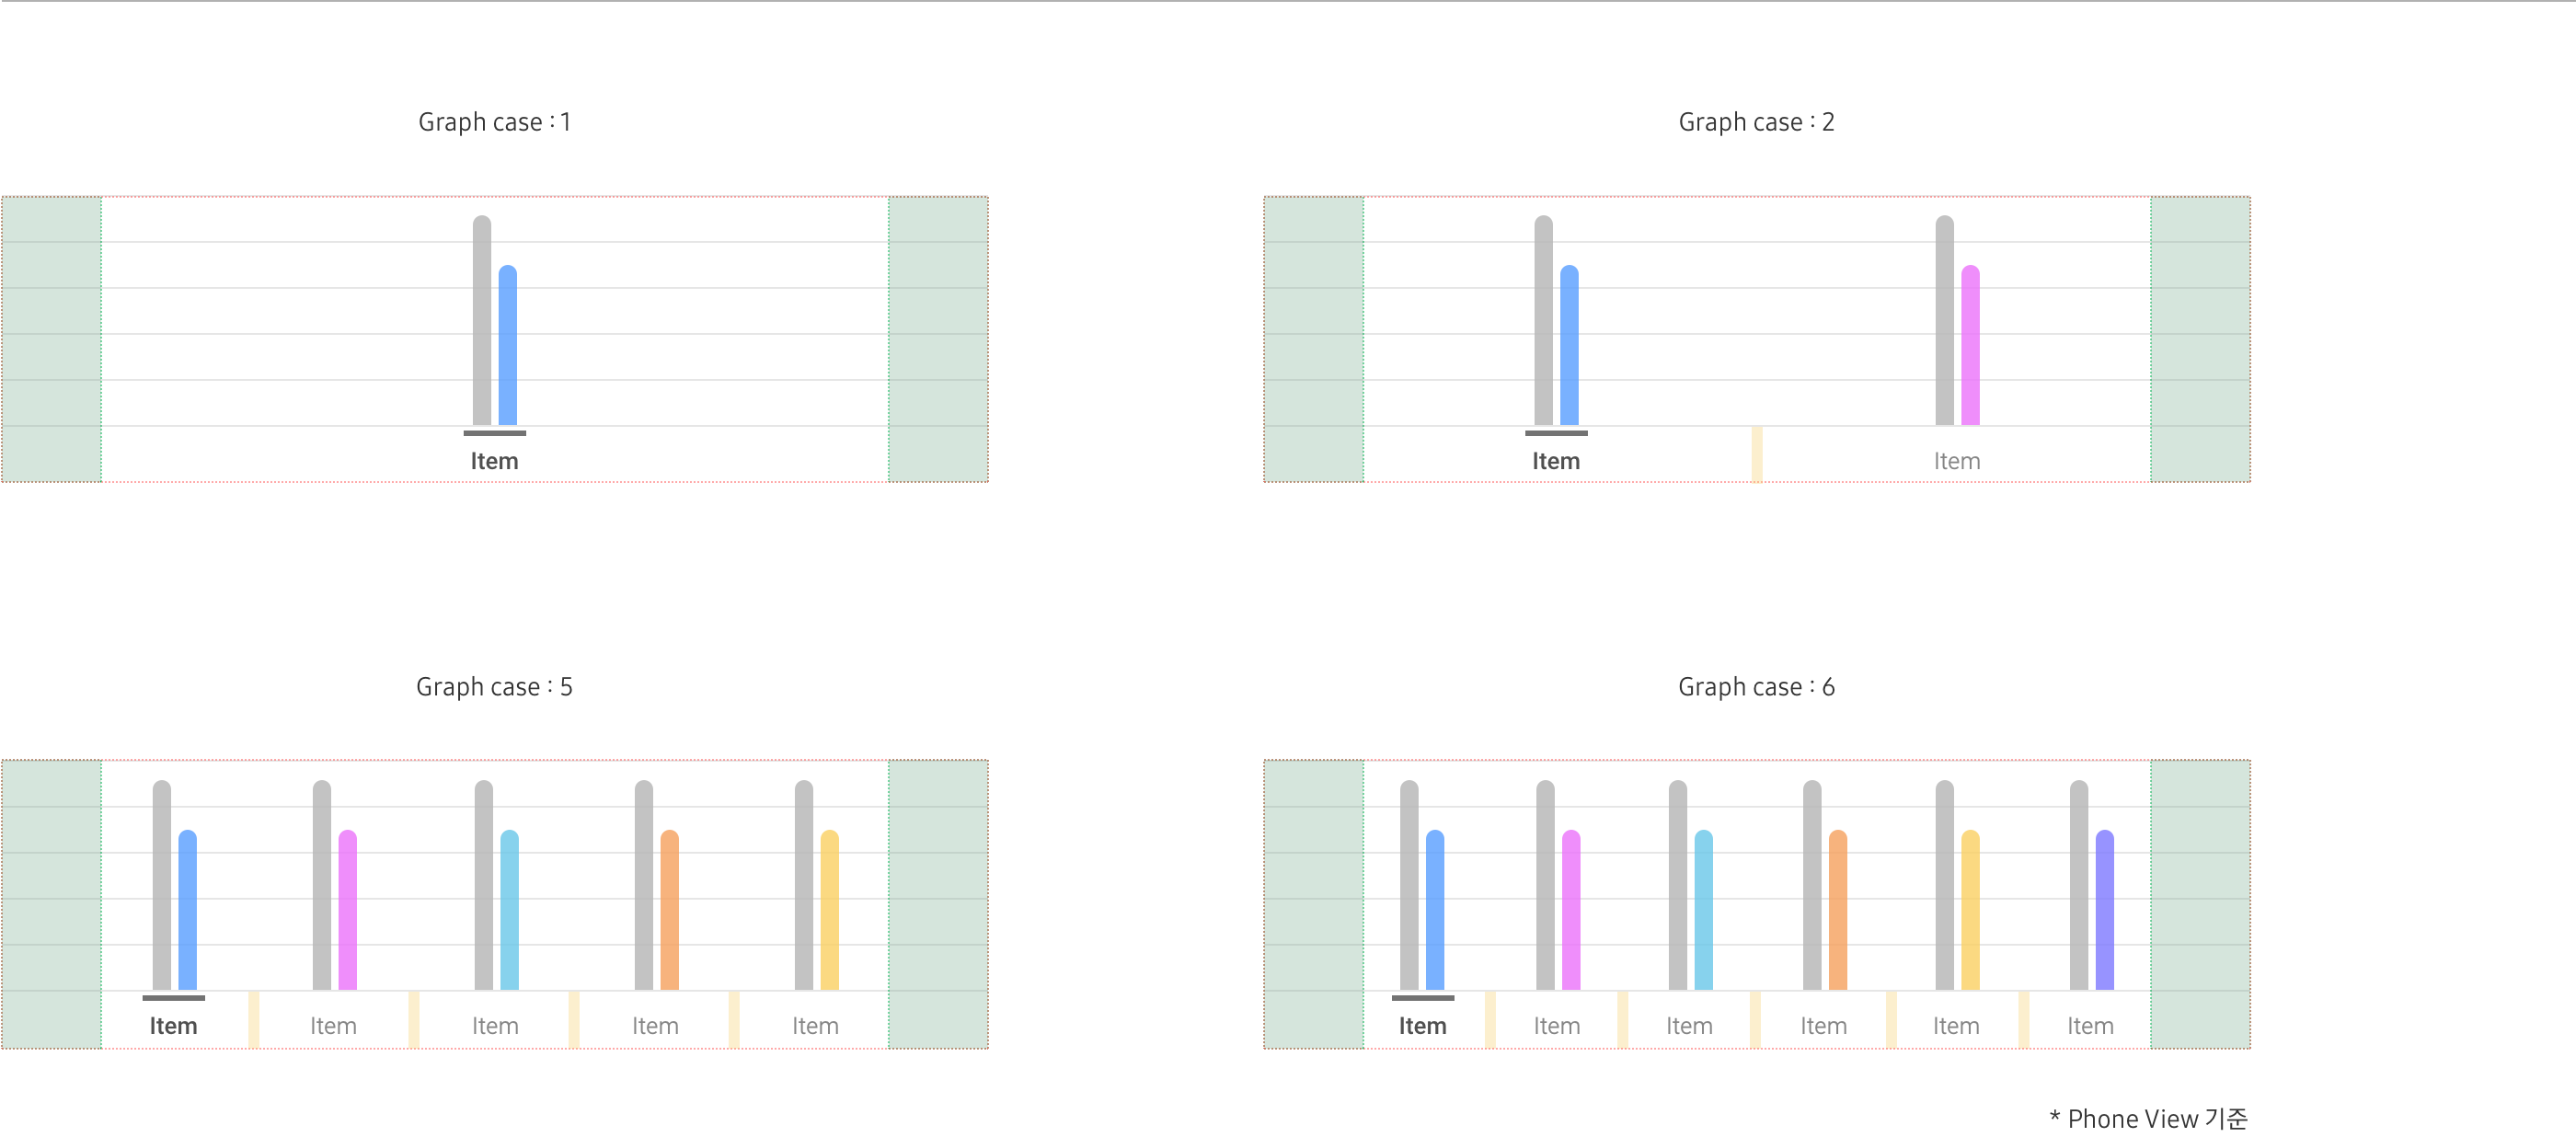 Graph case : 1
Graph case : 2
Item
Item
Item
Graph case : 5
Graph case : 6
Item
Item
Item
Item
Item
Item
Item
Item
Item
Item
Item
* Phone View 기준